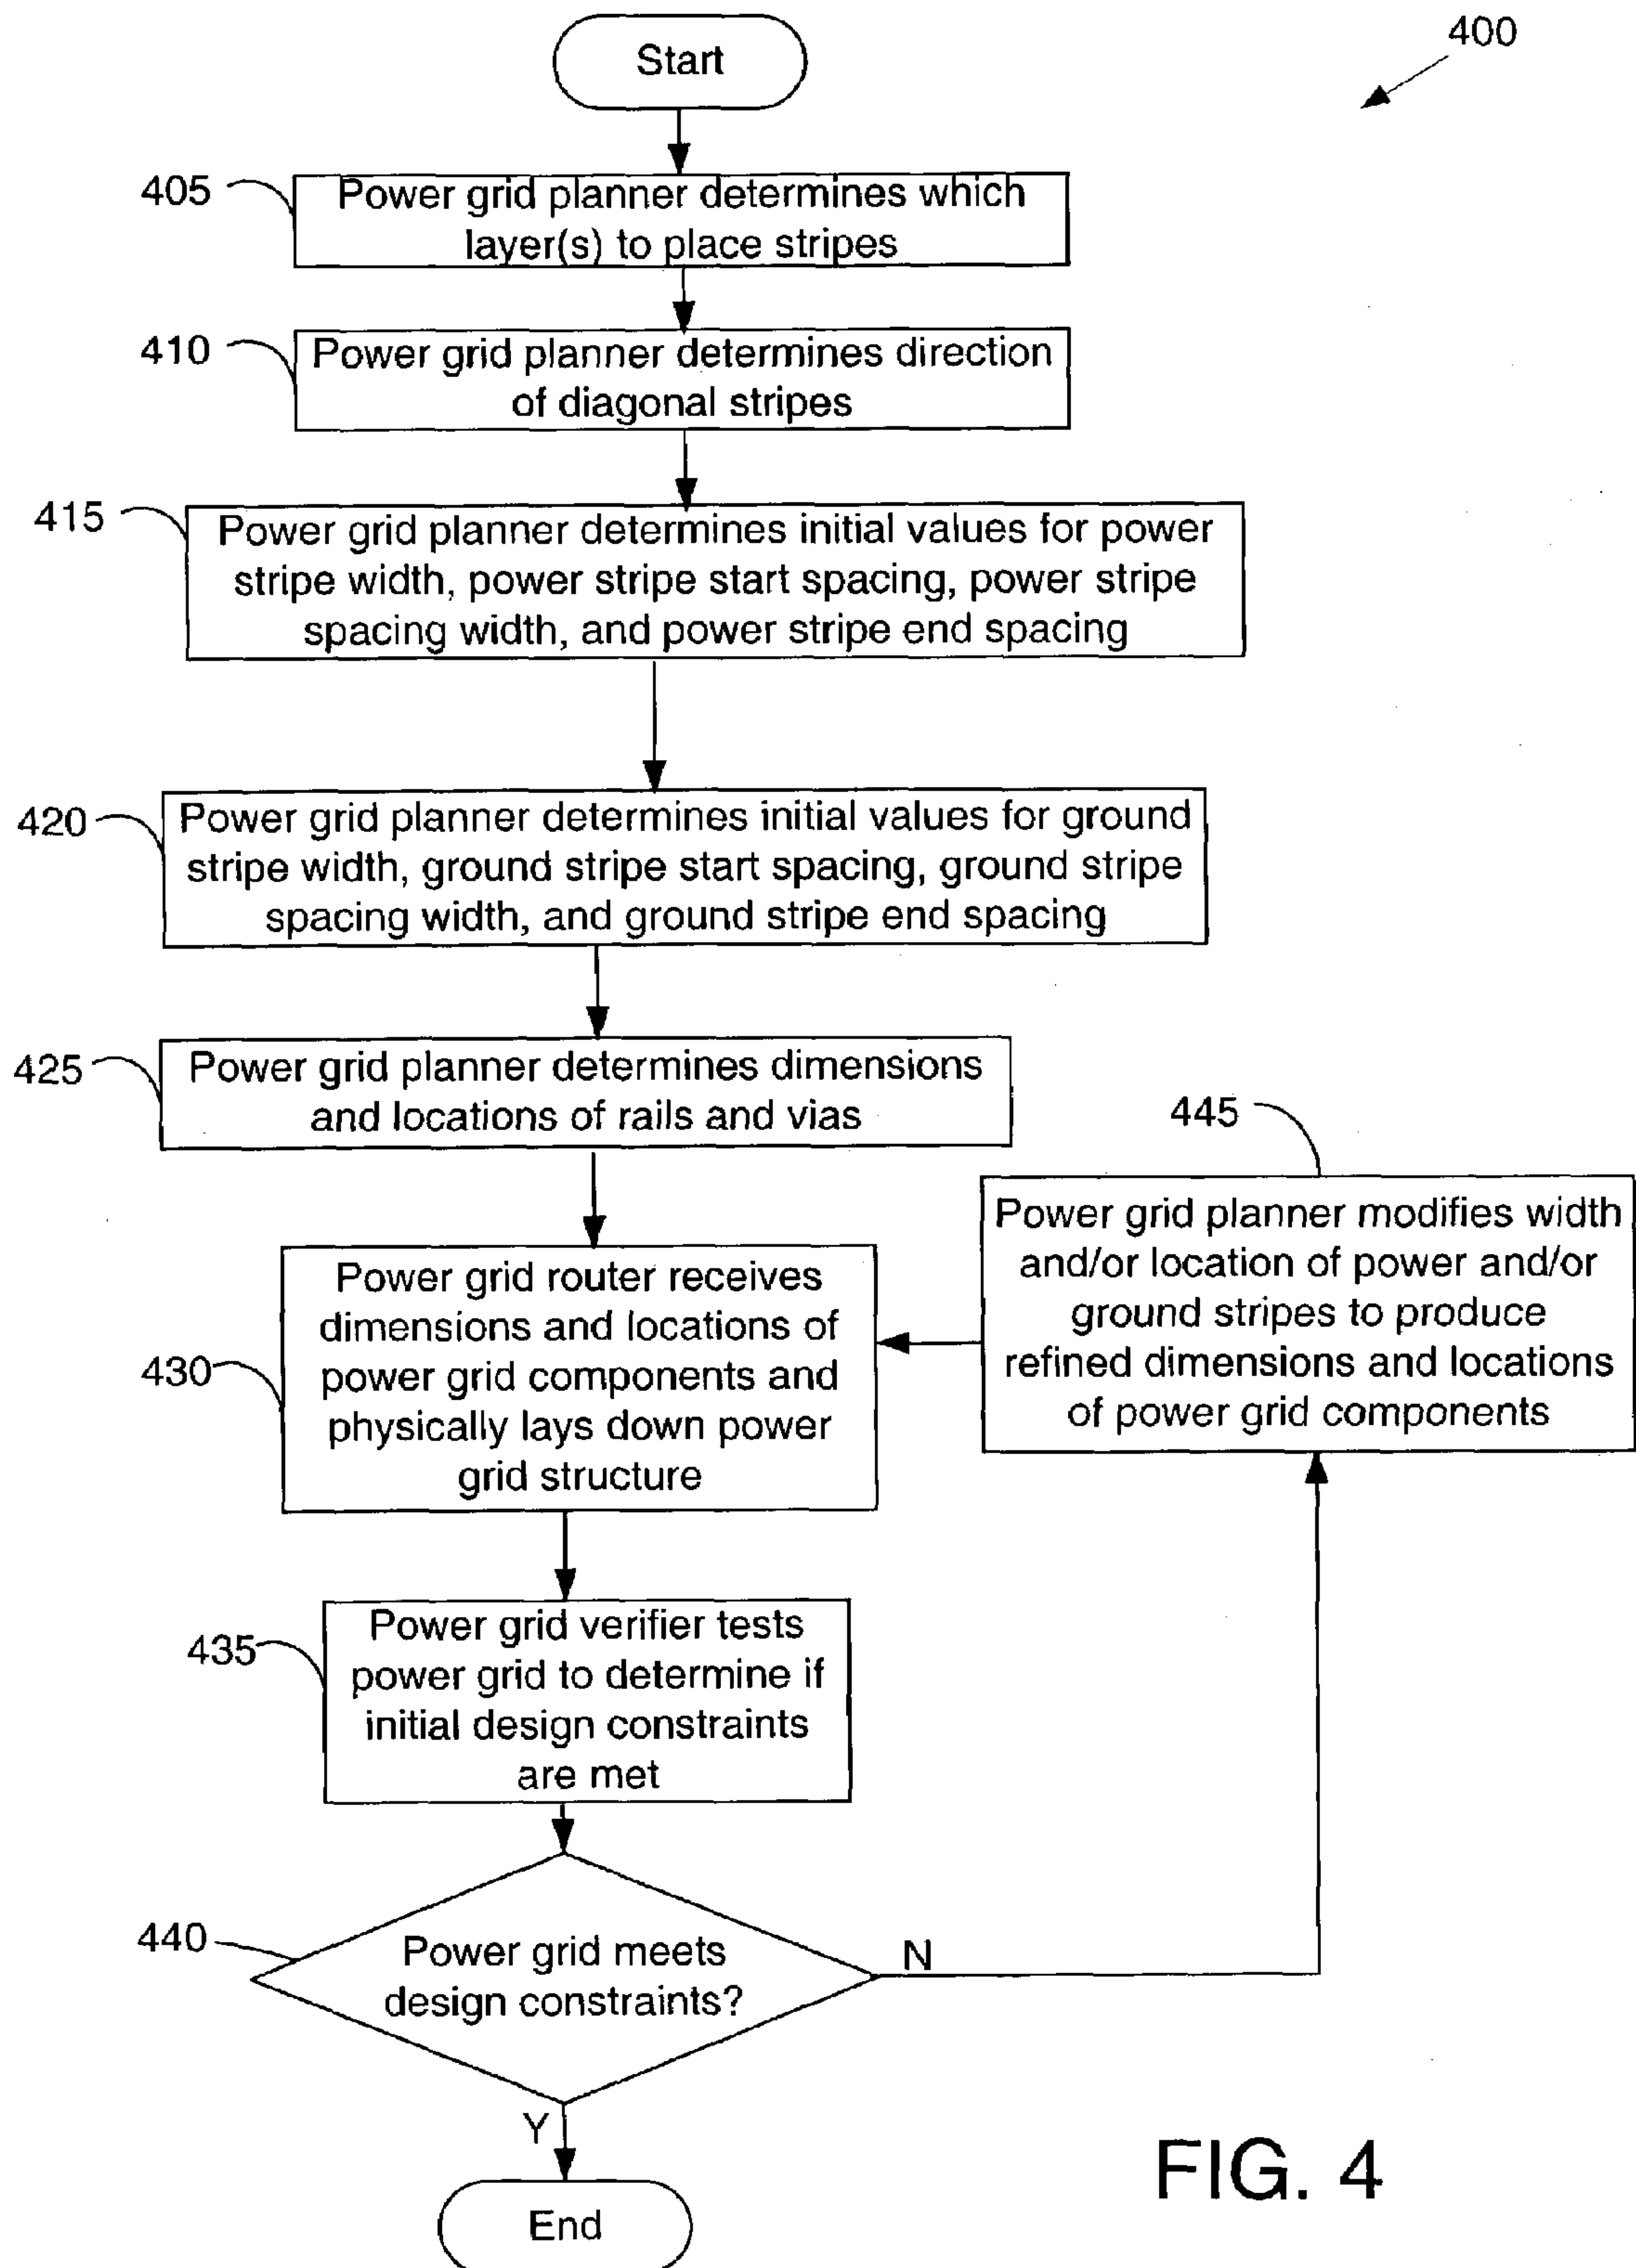 Start
400
405
Power grid planner determines which
layer(s) to place stripes
410
Power grid planner determines direction
of diagonal stripes
415
Power grid planner determines initial values for power
stripe width, power stripe start spacing, power stripe
spacing width, and power stripe end spacing
420
Power grid planner determines initial values for ground
stripe width, ground stripe start spacing, ground stripe
spacing width, and ground stripe end spacing
425
Power grid planner determines dimensions
and locations of rails and vias
430
Power grid router receives
dimensions and locations of
power grid components and
physically lays down power
grid structure
445
Power grid planner modifies width
and/or location of power and/or
ground stripes to produce
refined dimensions and locations
of power grid components
435
Power grid verifier tests
power grid to determine if
initial design constraints
are met
440
Power grid meets
design constraints?
N
Y
End
FIG. 4